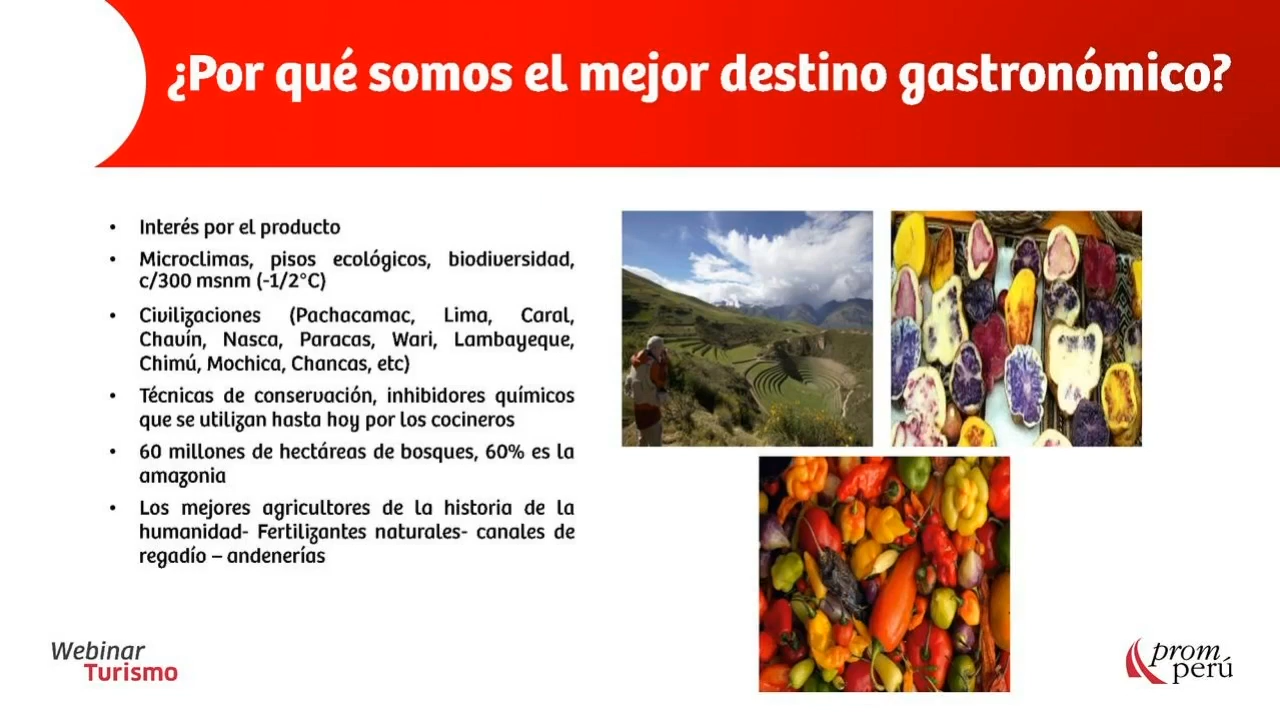 ¿Por qué somos el mejor destino gastronómico?
• Interés por el producto
• Microclimas, pisos ecológicos, biodiversidad,
c/300 msnm (-1/2°C)
• Civilizaciones (Pachacamac, Lima, Caral,
Chavín, Nasca, Paracas, Wari, Lambayeque,
Chimú, Mochica, Chancas, etc)
• Técnicas de conservación, inhibidores químicos
que se utilizan hasta hoy por los cocineros
• 60 millones de hectáreas de bosques, 60% es la
amazonia
• Los mejores agricultores de la historia de la
humanidad- Fertilizantes naturales- canales de
regadío – andenerías
Webinar
Turismo
prom
perú